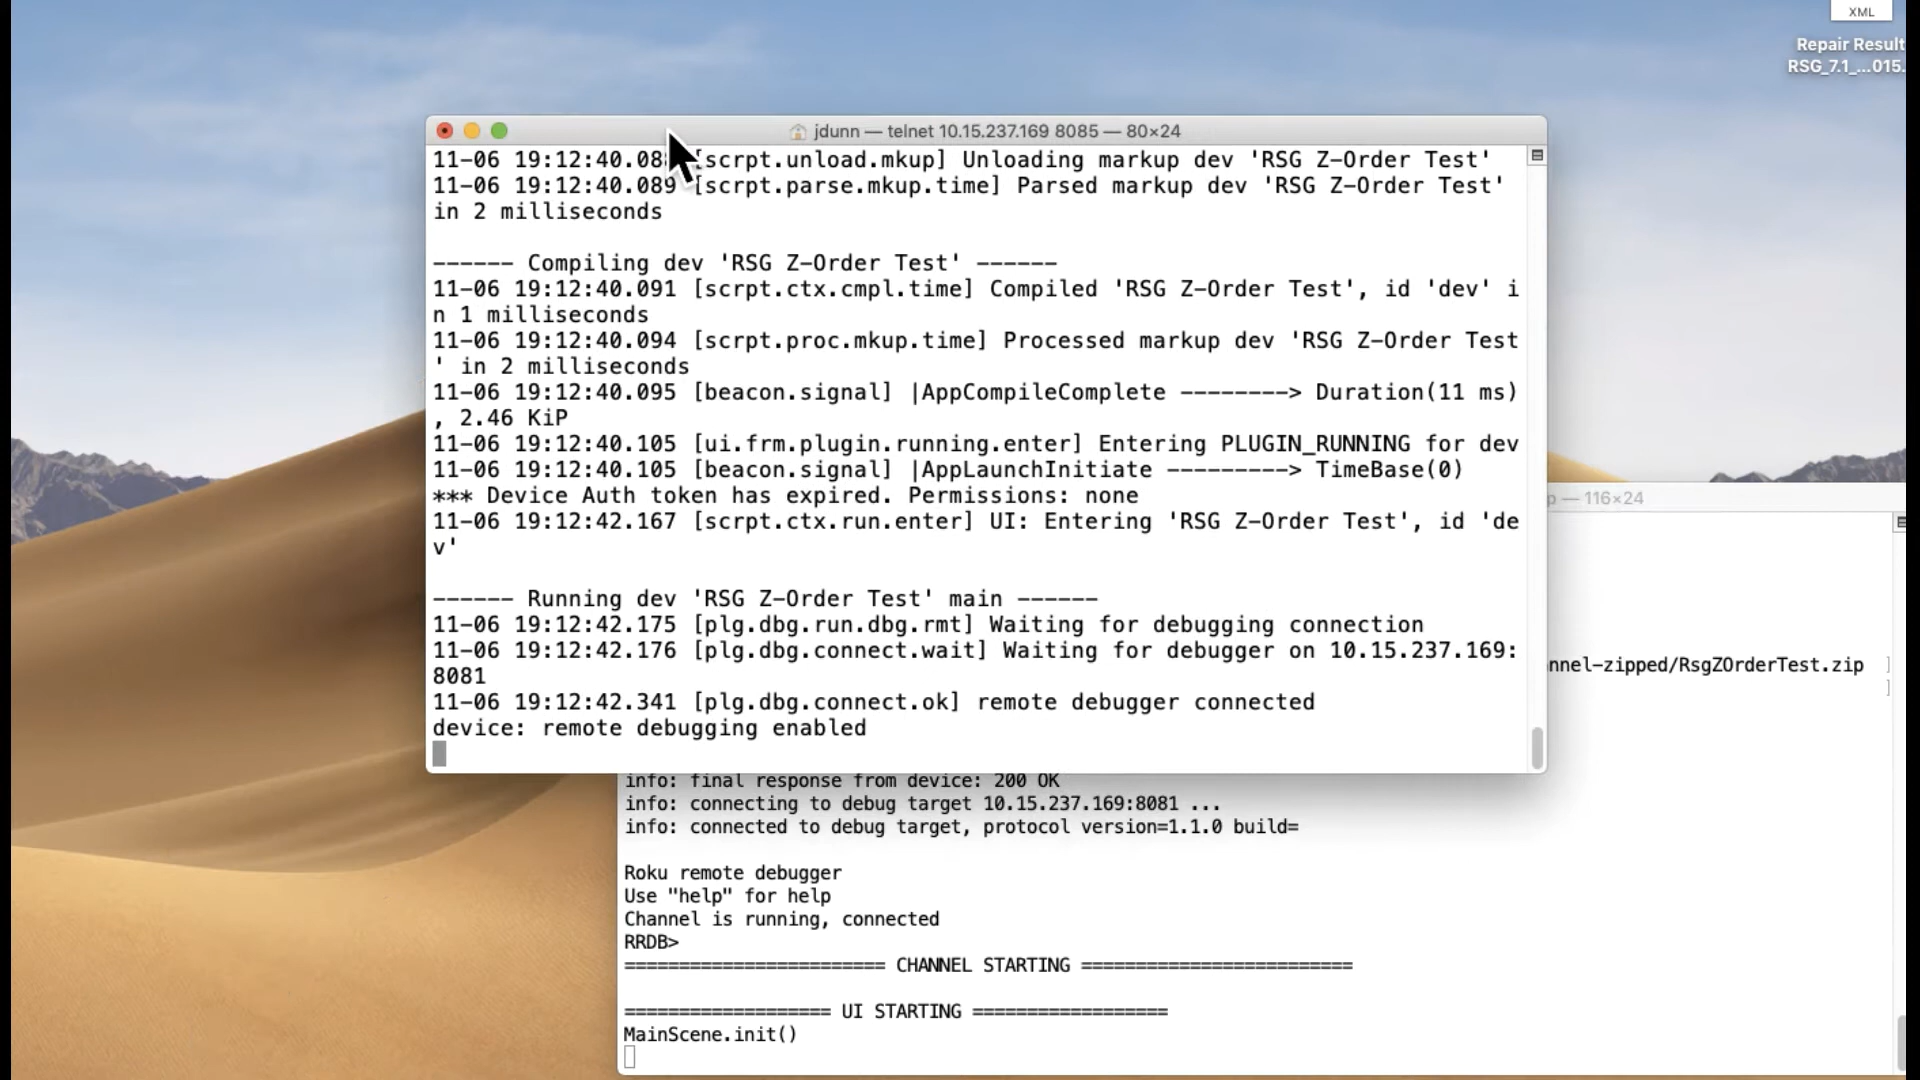 XML
Repair Result
RSG_7.1_...015.
jdunn — telnet 10.15.237.169 8085 — 80×24
11-06 19:12:40.08 [scrpt.unload.mkup] Unloading markup dev 'RSG Z-Order Test'
11-06 19:12:40.089 [scrpt.parse.mkup.time] Parsed markup dev 'RSG Z-Order Test'
in 2 milliseconds
------ Compiling dev 'RSG Z-Order Test' ------
11-06 19:12:40.091 [scrpt.ctx.cmpl.time] Compiled 'RSG Z-Order Test', id 'dev' i
n 1 milliseconds
11-06 19:12:40.094 [scrpt.proc.mkup.time] Processed markup dev 'RSG Z-Order Test
' in 2 milliseconds
11-06 19:12:40.095 [beacon.signal] |AppCompileComplete --------> Duration(11 ms)
, 2.46 KiP
11-06 19:12:40.105 [ui.frm.plugin.running.enter] Entering PLUGIN_RUNNING for dev
11-06 19:12:40.105 [beacon.signal] |AppLaunchInitiate ---------> TimeBase(0)
*** Device Auth token has expired. Permissions: none
11-06 19:12:42.167 [scrpt.ctx.run.enter] UI: Entering 'RSG Z-Order Test', id 'de
v'
------ Running dev 'RSG Z-Order Test' main ------
11-06 19:12:42.175 [plg.dbg.run.dbg.rmt] Waiting for debugging connection
11-06 19:12:42.176 [plg.dbg.connect.wait] Waiting for debugger on 10.15.237.169:
8081
11-06 19:12:42.341 [plg.dbg.connect.ok] remote debugger connected
device: remote debugging enabled
p — 116×24
nnel-zipped/RsgZOrderTest.zip ]
]
info: final response from device: 200 OK
info: connecting to debug target 10.15.237.169:8081 ...
info: connected to debug target, protocol version=1.1.0 build=
Roku remote debugger
Use "help" for help
Channel is running, connected
RRDB>
======================== CHANNEL STARTING =========================
=================== UI STARTING ==================
MainScene.init()